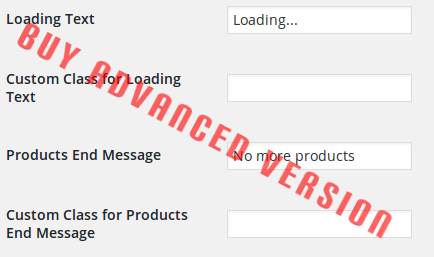 Loading Text
Loading...
Custom Class for Loading
Text
Products End Message
No more products
Custom Class for Products
End Message
BUY ADVANCED VERSION